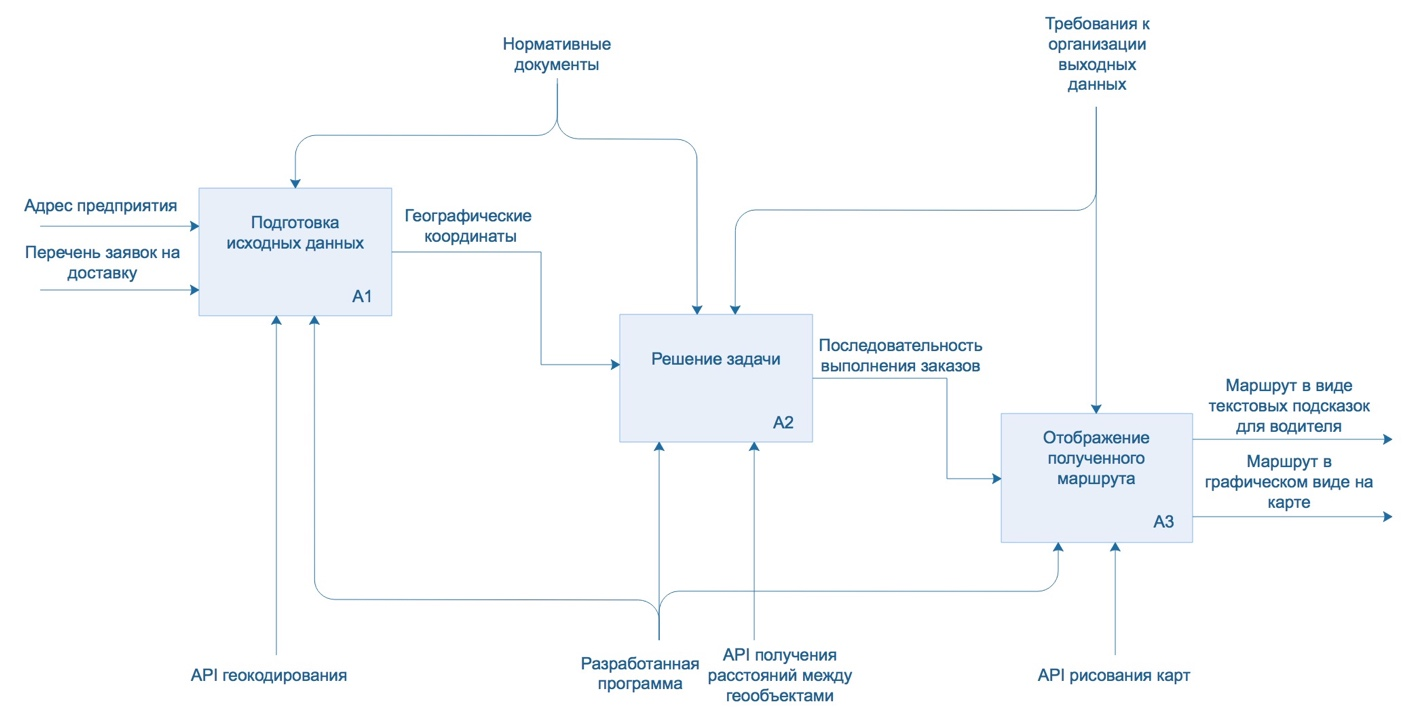 Нормативные
документы
Требования к
организации
выходных
данных
Адрес предприятия
Перечень заявок на
доставку
Подготовка
исходных данных
A1
Географические
координаты
Решение задачи
A2
Последовательность
выполнения заказов
Отображение
полученного
маршрута
A3
Маршрут в виде
текстовых подсказок
для водителя
Маршрут в
графическом виде на
карте
API геокодирования
Разработанная
программа
API получения
расстояний между
геообъектами
API рисования карт